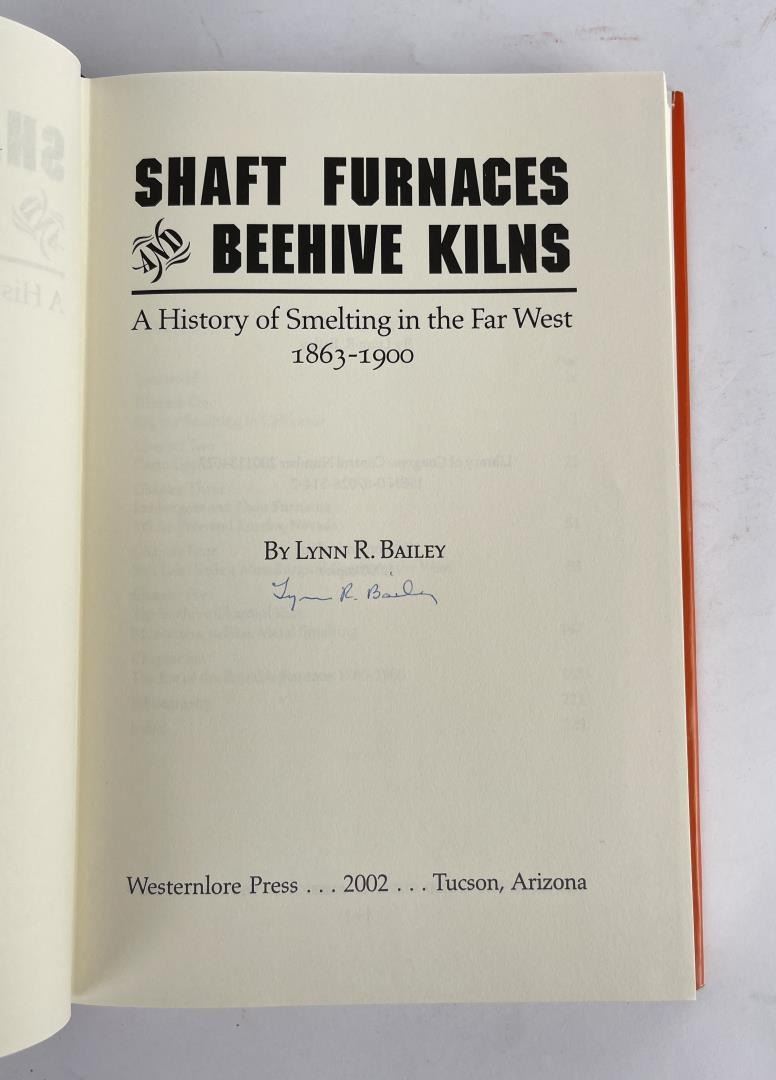 SHAFT FURNACES
AND BEEHIVE KILNS
A History of Smelting in the Far West
1863-1900
By Lynn R. Bailey
Lynn R. Bailey
Westernlore Press . . . 2002 . . . Tucson, Arizona